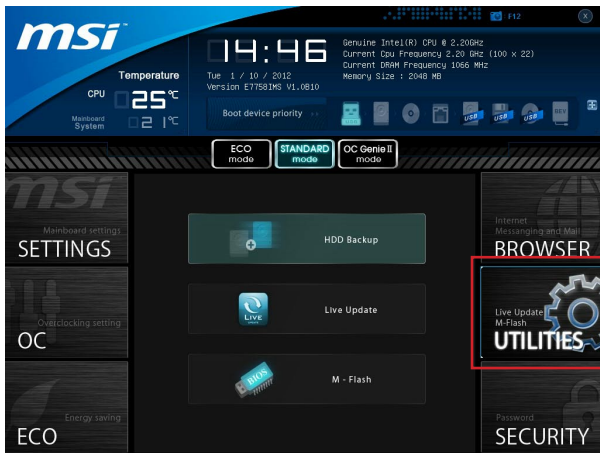 msi
F12
X
14:46
Genuine Intel(R) CPU @ 2.20GHz
Current Cpu Frequency 2.20 GHz (100 x 22)
Current DRAM Frequency 1066 MHz
Memory Size : 2048 MB
Temperature
Tue 1 / 10 / 2012
Version E7758IMS V1.0B10
CPU 25°C
Mainboard
System 21°C
Boot device priority
USB USB USB REV
ECO
mode
STANDARD
mode
OC Genie II
mode
msi
Mainboard settings
SETTINGS
HDD Backup
Internet
Messanging and Mail
BROWSER
Overclocking setting
OC
LIVE
UPDATE
Live Update
Live Update
M-Flash
UTILITIES
Energy saving
ECO
BIOS
M - Flash
Password
SECURITY